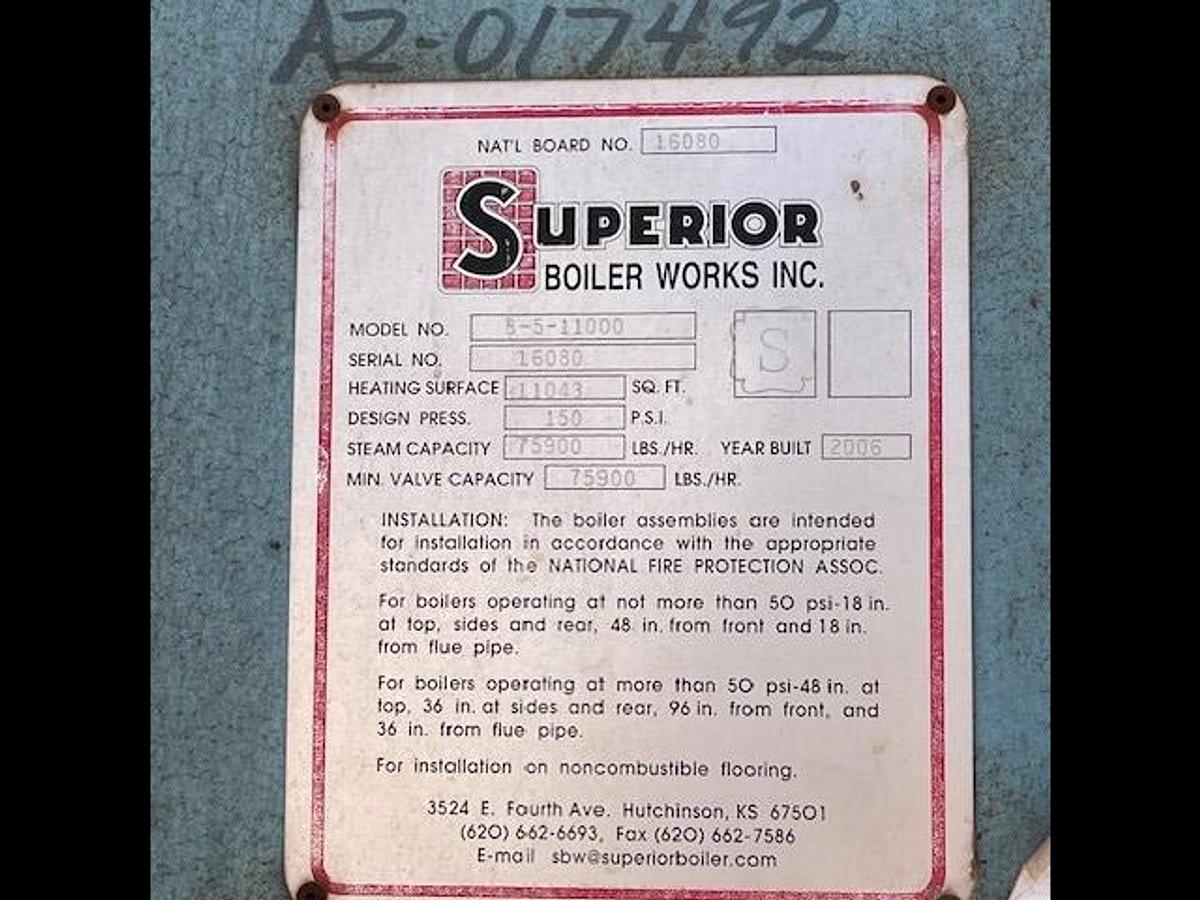 AZ-017492
NAT'L BOARD NO. 16080
SUPERIOR
BOILER WORKS INC.
MODEL NO. 8-5-11000
SERIAL NO. 16080
S
HEATING SURFACE 11043 SQ. FT.
DESIGN PRESS. 150 P.S.I.
STEAM CAPACITY 75900 LBS./HR. YEAR BUILT 2006
MIN. VALVE CAPACITY 75900 LBS./HR.
INSTALLATION: The boiler assemblies are intended
for installation in accordance with the appropriate
standards of the NATIONAL FIRE PROTECTION ASSOC.
For boilers operating at not more than 50 psi-18 in.
at top, sides and rear, 48 in. from front and 18 in.
from flue pipe.
For boilers operating at more than 50 psi-48 in. at
top, 36 in. at sides and rear, 96 in. from front, and
36 in. from flue pipe.
For installation on noncombustible flooring.
3524 E. Fourth Ave. Hutchinson, KS 67501
(620) 662-6693, Fax (620) 662-7586
E-mail sbw@superiorboiler.com